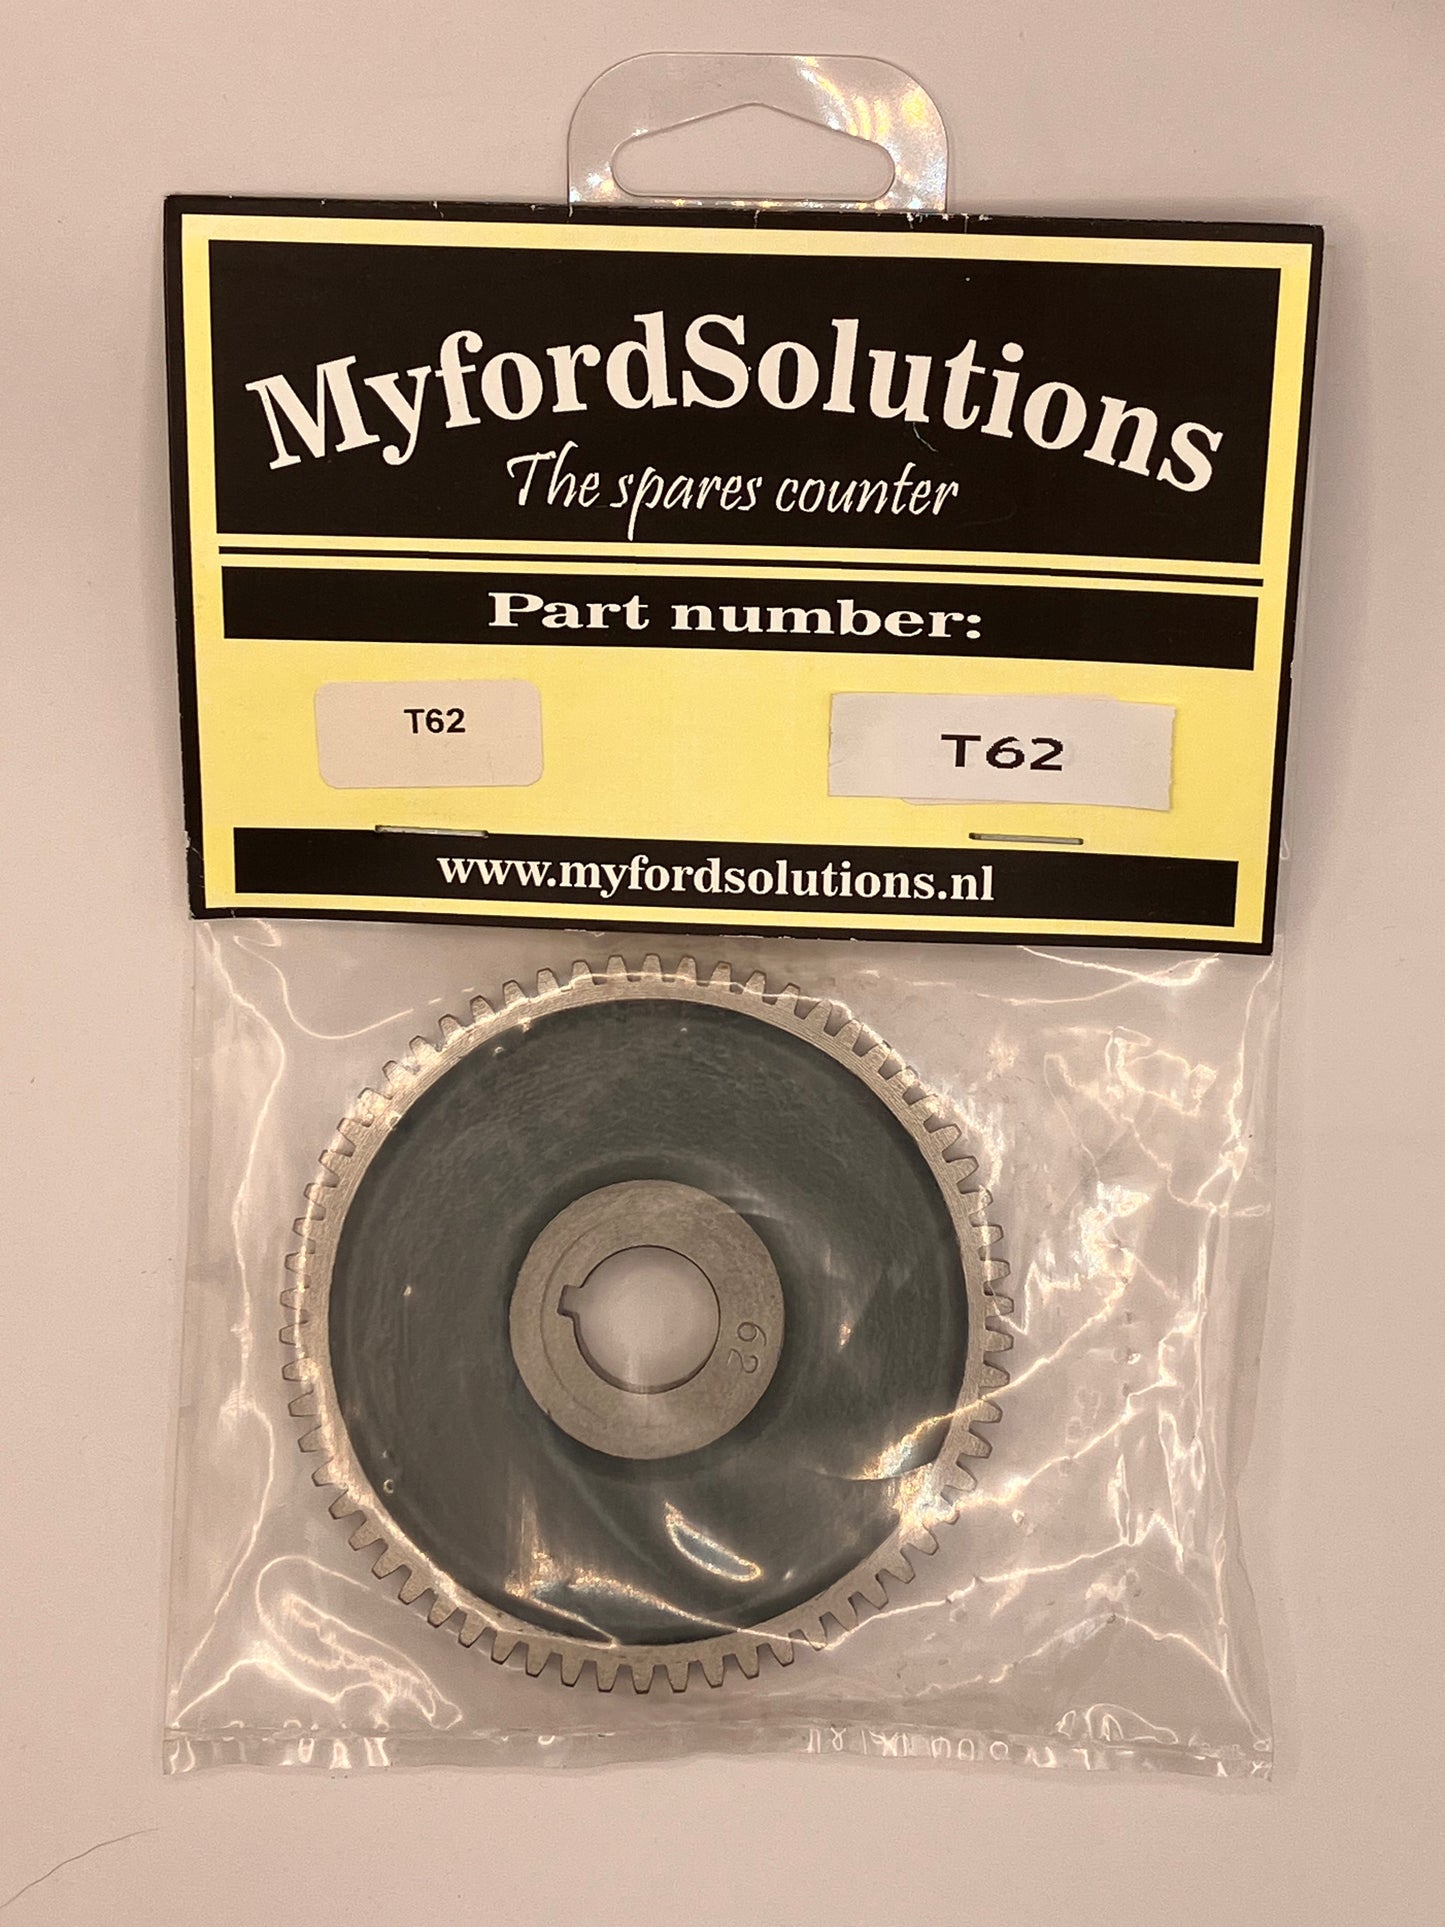 MyfordSolutions
The spares counter
Part number:
T62
T62
www.myfordsolutions.nl
62